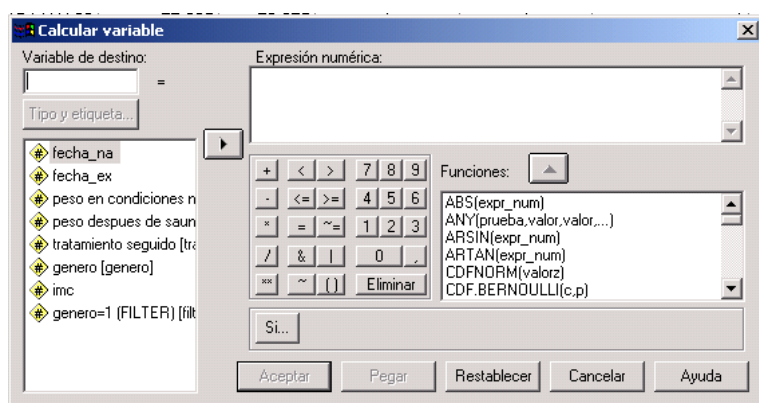 Calcular variable
Variable de destino:
=
Tipo y etiqueta...
fecha_na
fecha_ex
peso en condiciones n
peso despues de saun
tratamiento seguido [tra
genero [genero]
imc
genero=1 (FILTER) [filt
Expresión numérica:
+ < > 7 8 9
- <= >= 4 5 6
* = ~= 1 2 3
/ & | 0 ,
** ~ () Eliminar
Funciones:
ABS(expr_num)
ANY(prueba,valor,valor,...)
ARSIN(expr_num)
ARTAN(expr_num)
CDFNORM(valorz)
CDF.BERNOULLI(c,p)
Si...
Aceptar Pegar Restablecer Cancelar Ayuda